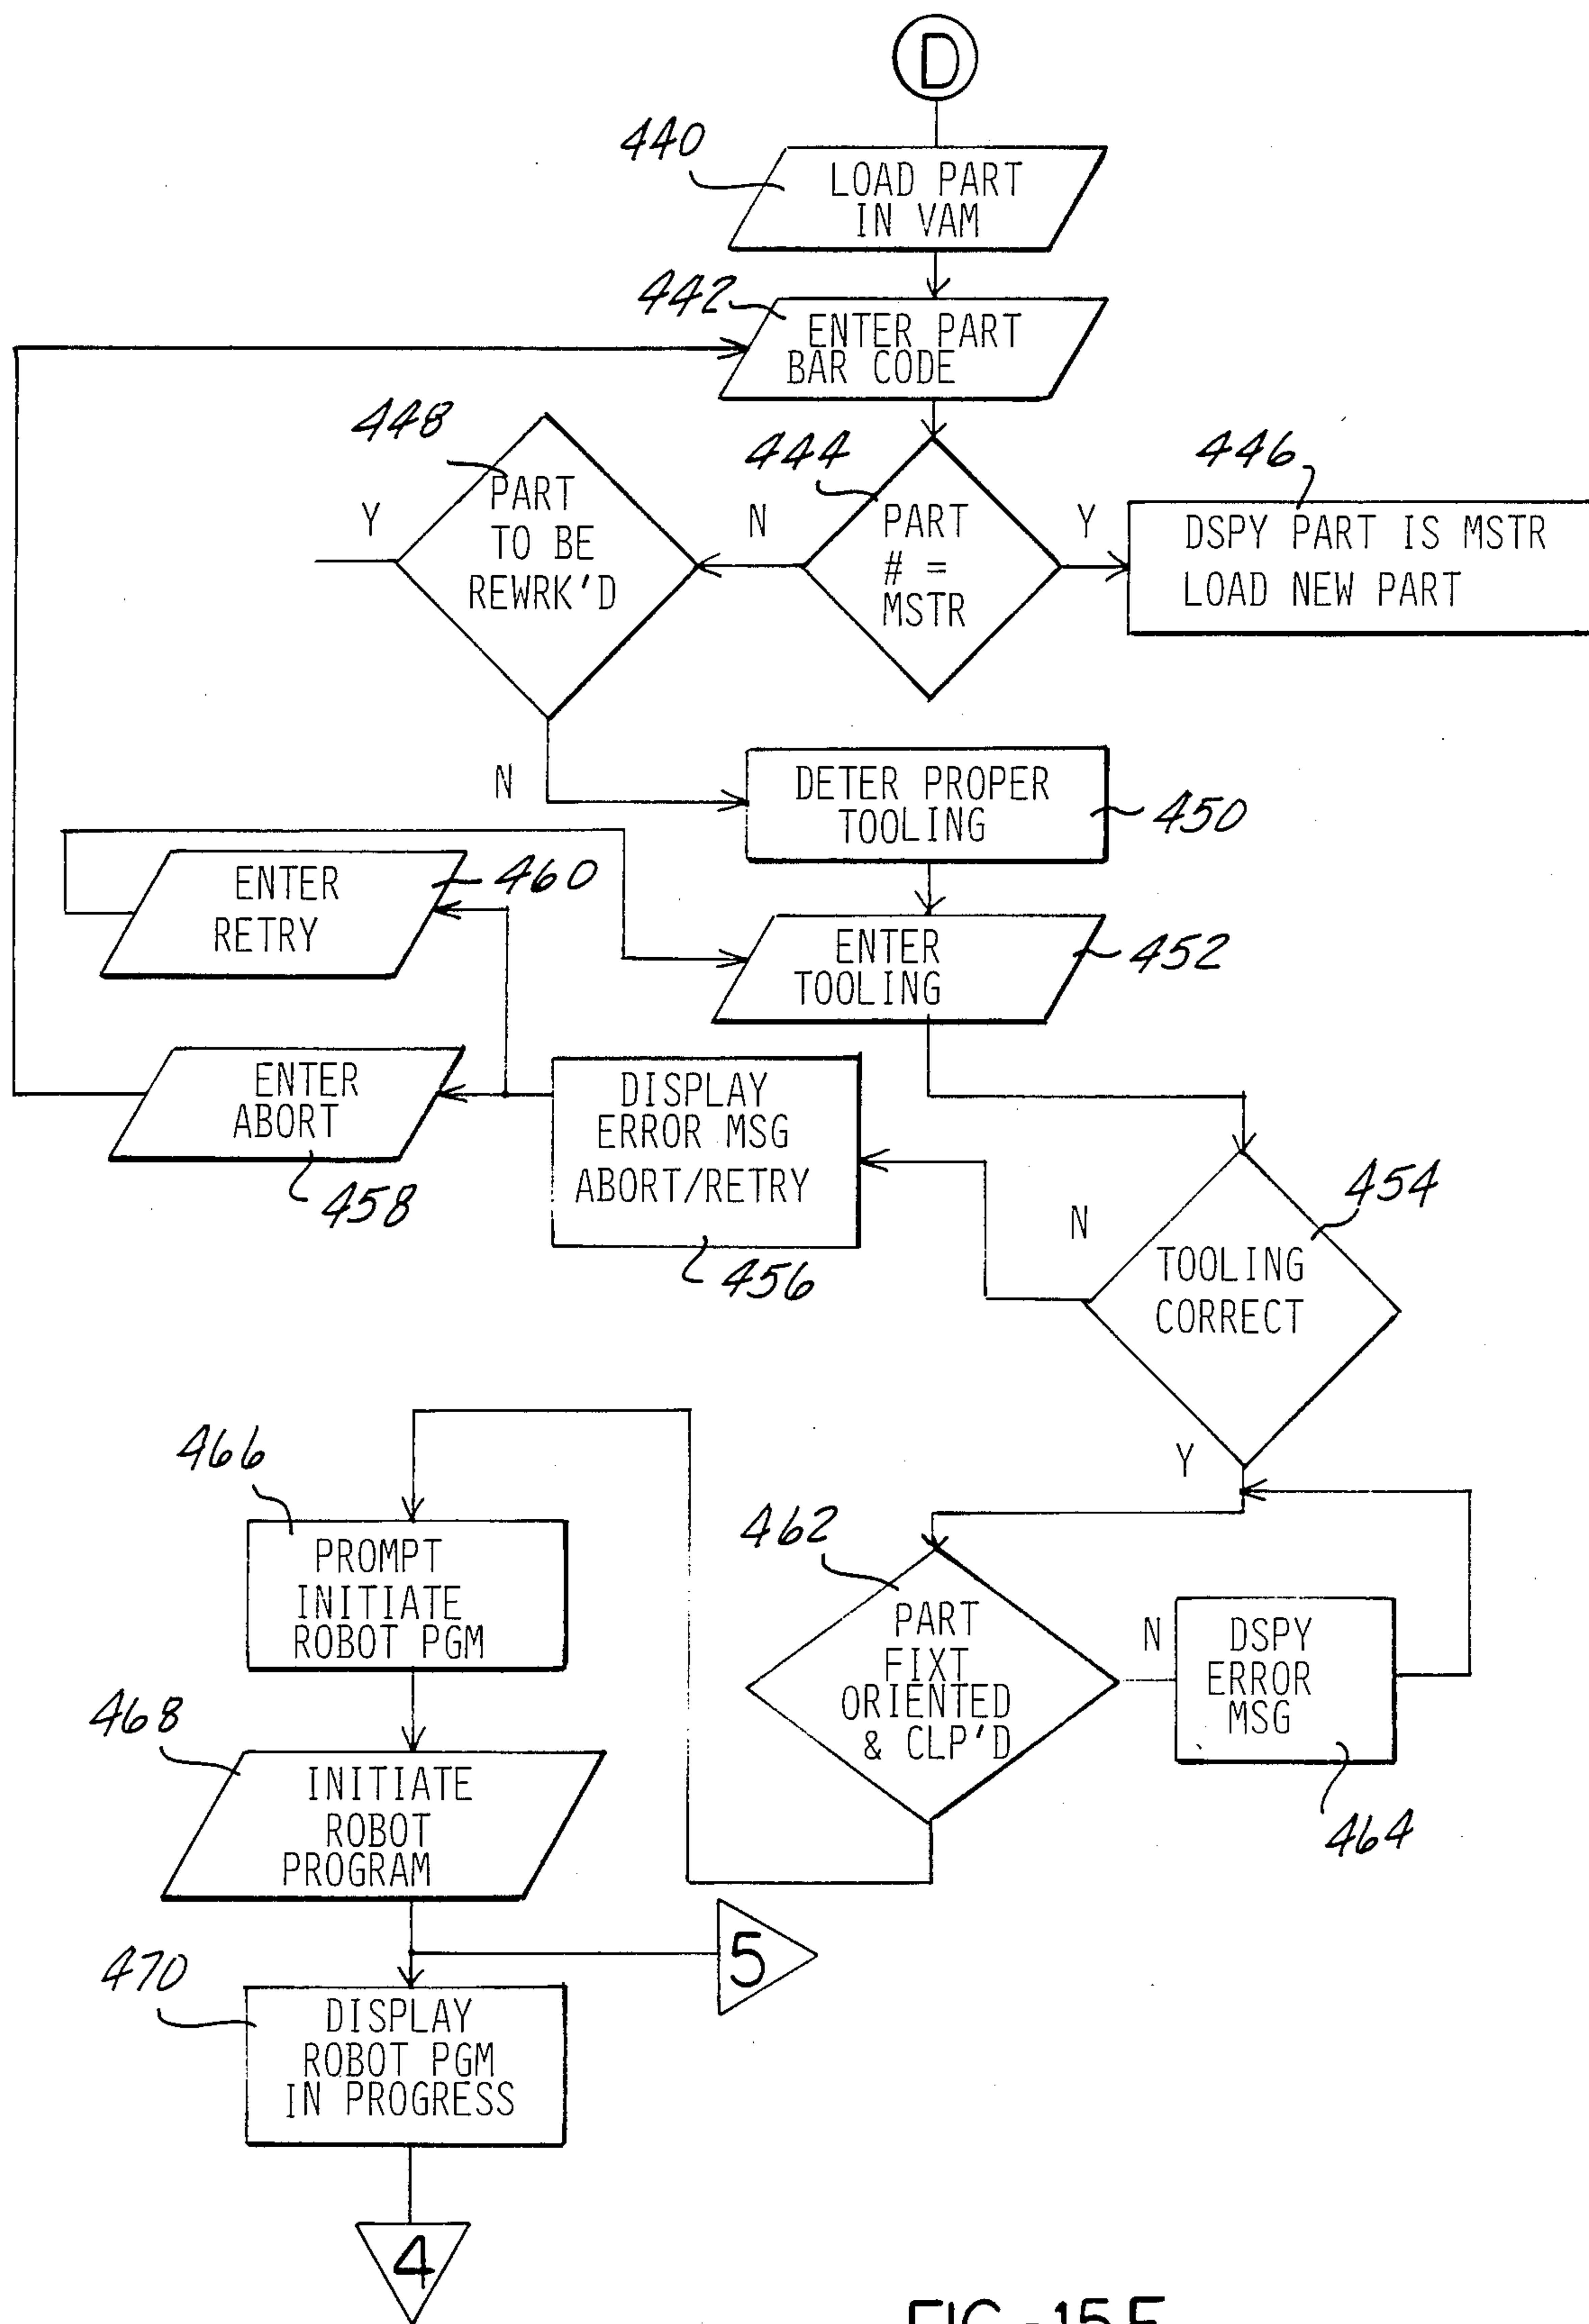 D
440
LOAD PART
IN VAM
442
ENTER PART
BAR CODE
448
PART
TO BE
REWRK'D
Y
N
444
PART
# =
MSTR
N
Y
446
DSPY PART IS MSTR
LOAD NEW PART
DETER PROPER
TOOLING
450
ENTER
RETRY
460
ENTER
TOOLING
452
ENTER
ABORT
458
DISPLAY
ERROR MSG
ABORT/RETRY
456
454
N
TOOLING
CORRECT
Y
466
PROMPT
INITIATE
ROBOT PGM
462
PART
FIXT
ORIENTED
& CLP'D
N
DSPY
ERROR
MSG
464
468
INITIATE
ROBOT
PROGRAM
5
470
DISPLAY
ROBOT PGM
IN PROGRESS
4